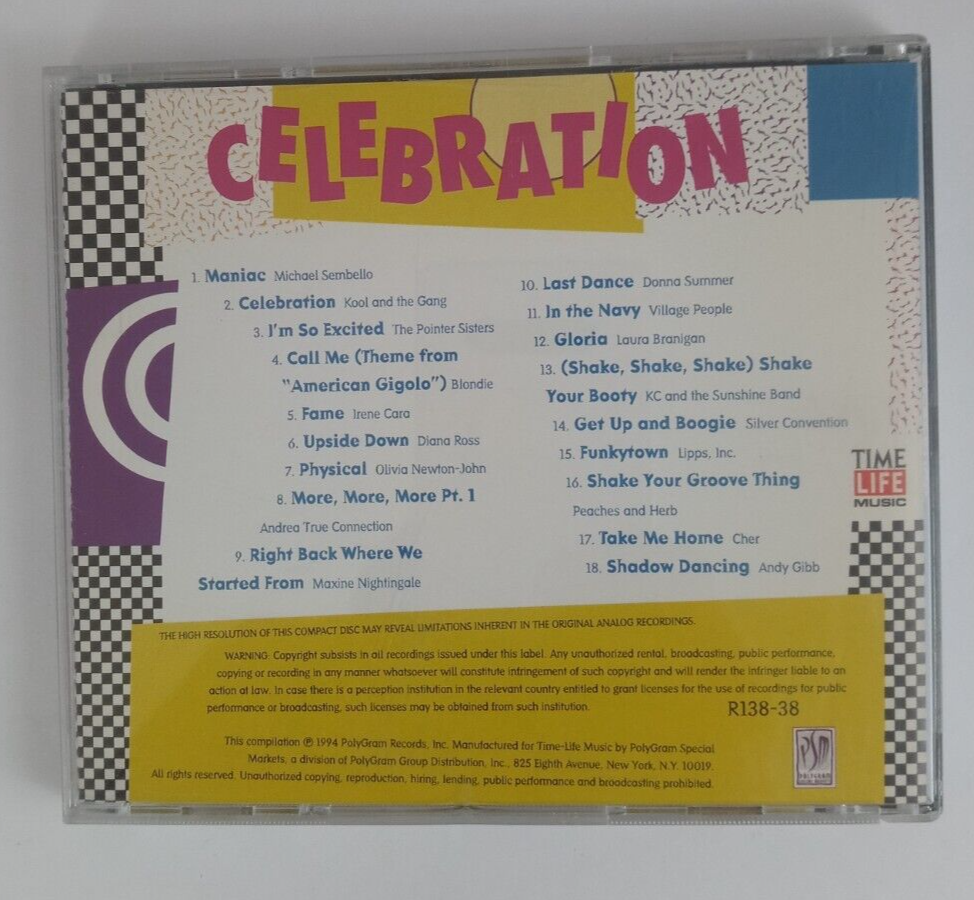 CELEBRATION
1. Maniac Michael Sembello
2. Celebration Kool and the Gang
3. I'm So Excited The Pointer Sisters
4. Call Me (Theme from
"American Gigolo") Blondie
5. Fame Irene Cara
6. Upside Down Diana Ross
7. Physical Olivia Newton-John
8. More, More, More Pt. 1
Andrea True Connection
9. Right Back Where We
Started From Maxine Nightingale
10. Last Dance Donna Summer
11. In the Navy Village People
12. Gloria Laura Branigan
13. (Shake, Shake, Shake) Shake
Your Booty KC and the Sunshine Band
14. Get Up and Boogie Silver Convention
15. Funkytown Lipps, Inc.
16. Shake Your Groove Thing
Peaches and Herb
17. Take Me Home Cher
18. Shadow Dancing Andy Gibb
TIME
LIFE
MUSIC
THE HIGH RESOLUTION OF THIS COMPACT DISC MAY REVEAL LIMITATIONS INHERENT IN THE ORIGINAL ANALOG RECORDINGS.
WARNING: Copyright subsists in all recordings issued under this label. Any unauthorized rental, broadcasting, public performance,
copying or recording in any manner whatsoever will constitute infringement of such copyright and will render the infringer liable to an
action at law. In case there is a perception institution in the relevant country entitled to grant licenses for the use of recordings for public
performance or broadcasting, such licenses may be obtained from such institution.
R138-38
This compilation ℗ 1994 PolyGram Records, Inc. Manufactured for Time-Life Music by PolyGram Special
Markets, a division of PolyGram Group Distribution, Inc., 825 Eighth Avenue, New York, N.Y. 10019.
All rights reserved. Unauthorized copying, reproduction, hiring, lending, public performance and broadcasting prohibited.
PSM